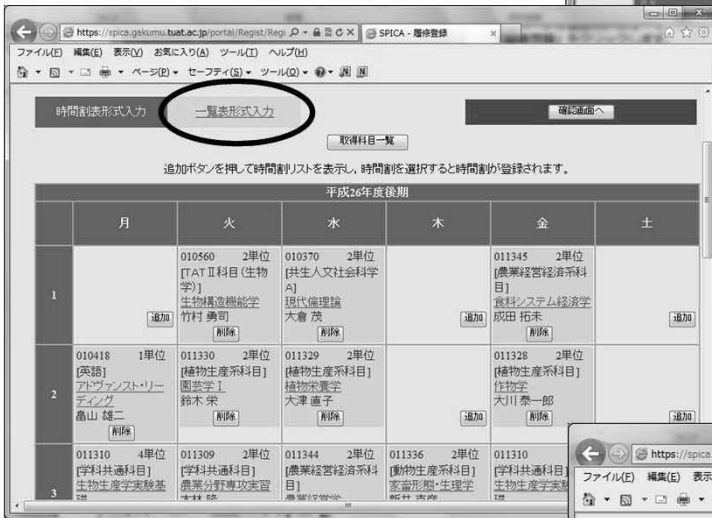 https://spica.gakumu.tuat.ac.jp/portal/Regist/Regi
SPICA - 履修登録
ファイル(F) 編集(E) 表示(V) お気に入り(A) ツール(T) ヘルプ(H)
ページ(P) セーフティ(S) ツール(O)
時間割表形式入力 一覧表形式入力 確認画面へ
取得科目一覧
追加ボタンを押して時間割リストを表示し、時間割を選択すると時間割が登録されます。
平成26年度後期
月 火 水 木 金 土
1
追加
010560 2単位
[TATⅡ科目(生物学)]
生物構造機能学
竹村 勇司
削除
010370 2単位
[共生人文社会科学A]
現代倫理論
大倉 茂
削除
追加
011345 2単位
[農業経営経済系科目]
食料システム経済学
成田 拓未
削除
追加
2
010418 1単位
[英語]
アドヴァンスト・リーディング
畠山 雄二
削除
011330 2単位
[植物生産系科目]
園芸学Ⅰ
鈴木 栄
削除
011329 2単位
[植物生産系科目]
植物栄養学
大津 直子
削除
追加
011328 2単位
[植物生産系科目]
作物学
大川 泰一郎
削除
追加
3
011310 4単位
[学科共通科目]
生物生産学実験基礎
011309 2単位
[学科共通科目]
農業分野専攻実習
011344 2単位
[農業経営経済系科目]
農業経営学
011336 2単位
[動物生産系科目]
家畜形態・生理学
011310
[学科共通科目]
生物生産学実
https://spica.
ファイル(F) 編集(E) 表示